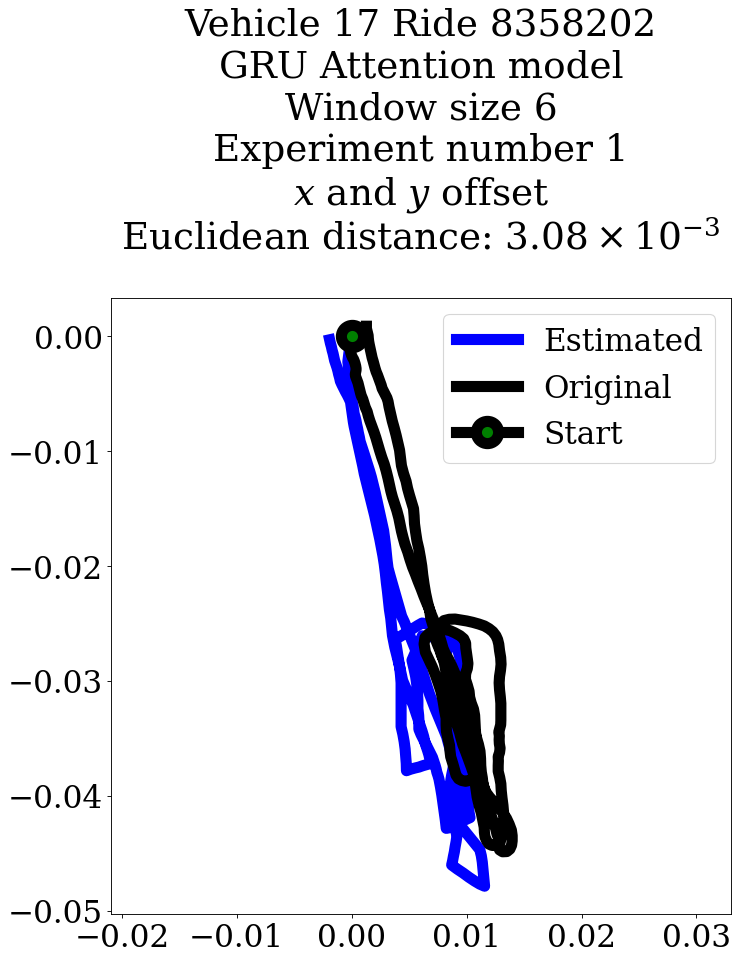 Vehicle 17 Ride 8358202
GRU Attention model
Window size 6
Experiment number 1
x and y offset
Euclidean distance: 3.08 × 10⁻³
Estimated
Original
Start
0.00
−0.01
−0.02
−0.03
−0.04
−0.05
−0.02 −0.01 0.00 0.01 0.02 0.03